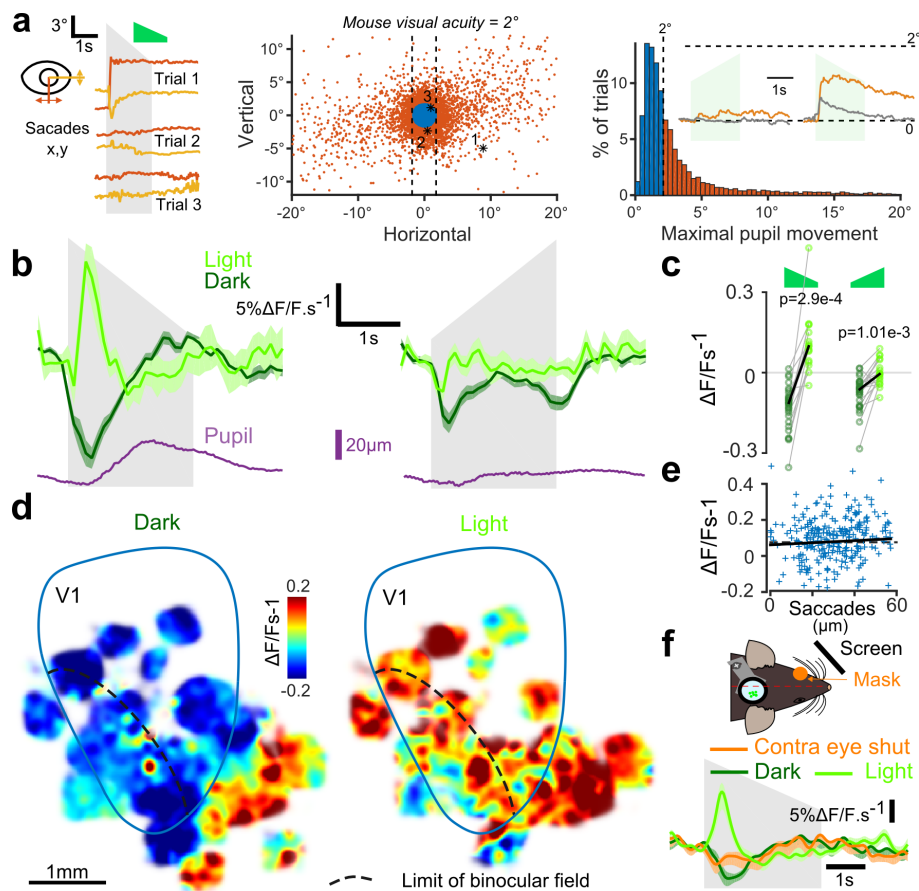 a
3°
1s
Trial 1
Trial 2
Trial 3
Sacades
x,y
Mouse visual acuity = 2°
Vertical
10°
5°
0°
-5°
-10°
3
2
1
-20°
-10°
0°
10°
20°
Horizontal
% of trials
10
5
0
2°
1s
2°
0
0°
5°
10°
15°
20°
Maximal pupil movement
b
Light
Dark
5%ΔF/F.s⁻¹
1s
Pupil
20µm
c
p=2.9e-4
p=1.01e-3
ΔF/Fs⁻¹
0.3
0
-0.3
d
Dark
Light
V1
V1
0.2
ΔF/Fs-1
-0.2
1mm
Limit of binocular field
e
ΔF/Fs-1
0.4
0.2
0
-0.2
0
60
Saccades
(µm)
f
Screen
Mask
Contra eye shut
Dark
Light
5%ΔF/F.s⁻¹
1s